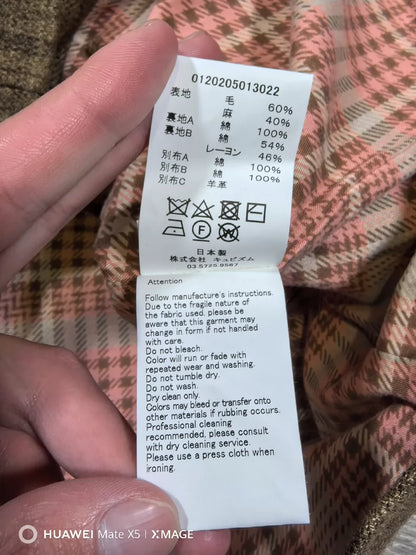 0120205013022
表地 毛 60%
麻 40%
裏地A 綿 100%
裏地B 綿 54%
レーヨン 46%
別布A 綿 100%
別布B 綿 100%
別布C 羊革
日本製
株式会社 キュビズム
03.5725.9567
Attention
Follow manufacture's instructions.
Due to the fragile nature of
the fabric used, please be
aware that this garment may
change in form if not handled
with care.
Do not bleach.
Color will run or fade with
repeated wear and washing.
Do not tumble dry.
Do not wash.
Dry clean only.
Colors may bleed or transfer onto
other materials if rubbing occurs.
Professional cleaning
recommended, please consult
with dry cleaning service.
Please use a press cloth when
ironing.
HUAWEI Mate X5 | XMAGE